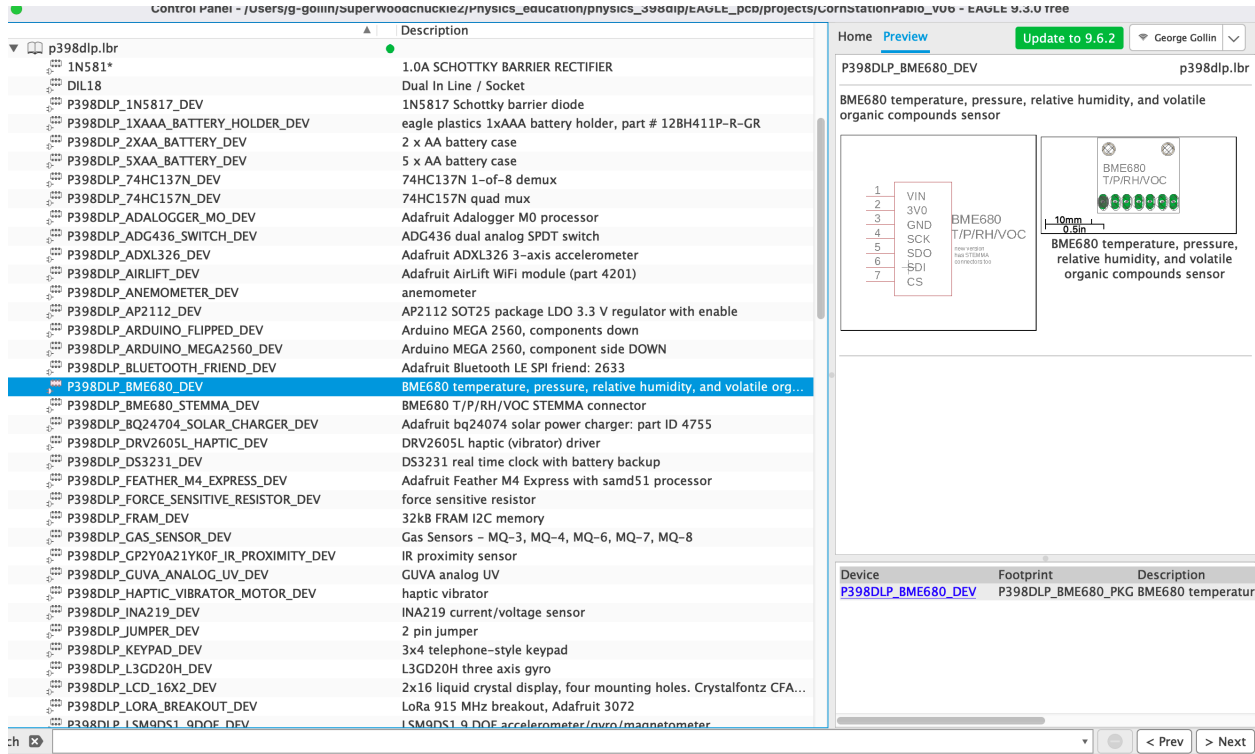 Control Panel - /Users/g-gollin/SuperWoodchuckie2/Physics_education/physics_398dlp/EAGLE_pcb/projects/CornStationPablo_v06 - EAGLE 9.3.0 free
Description
p398dlp.lbr
1N581* 1.0A SCHOTTKY BARRIER RECTIFIER
DIL18 Dual In Line / Socket
P398DLP_1N5817_DEV 1N5817 Schottky barrier diode
P398DLP_1XAAA_BATTERY_HOLDER_DEV eagle plastics 1xAAA battery holder, part # 12BH411P-R-GR
P398DLP_2XAA_BATTERY_DEV 2 x AA battery case
P398DLP_5XAA_BATTERY_DEV 5 x AA battery case
P398DLP_74HC137N_DEV 74HC137N 1-of-8 demux
P398DLP_74HC157N_DEV 74HC157N quad mux
P398DLP_ADALOGGER_MO_DEV Adafruit Adalogger M0 processor
P398DLP_ADG436_SWITCH_DEV ADG436 dual analog SPDT switch
P398DLP_ADXL326_DEV Adafruit ADXL326 3-axis accelerometer
P398DLP_AIRLIFT_DEV Adafruit AirLift WiFi module (part 4201)
P398DLP_ANEMOMETER_DEV anemometer
P398DLP_AP2112_DEV AP2112 SOT25 package LDO 3.3 V regulator with enable
P398DLP_ARDUINO_FLIPPED_DEV Arduino MEGA 2560, components down
P398DLP_ARDUINO_MEGA2560_DEV Arduino MEGA 2560, component side DOWN
P398DLP_BLUETOOTH_FRIEND_DEV Adafruit Bluetooth LE SPI friend: 2633
P398DLP_BME680_DEV BME680 temperature, pressure, relative humidity, and volatile org...
P398DLP_BME680_STEMMA_DEV BME680 T/P/RH/VOC STEMMA connector
P398DLP_BQ24704_SOLAR_CHARGER_DEV Adafruit bq24074 solar power charger: part ID 4755
P398DLP_DRV2605L_HAPTIC_DEV DRV2605L haptic (vibrator) driver
P398DLP_DS3231_DEV DS3231 real time clock with battery backup
P398DLP_FEATHER_M4_EXPRESS_DEV Adafruit Feather M4 Express with samd51 processor
P398DLP_FORCE_SENSITIVE_RESISTOR_DEV force sensitive resistor
P398DLP_FRAM_DEV 32kB FRAM I2C memory
P398DLP_GAS_SENSOR_DEV Gas Sensors - MQ-3, MQ-4, MQ-6, MQ-7, MQ-8
P398DLP_GP2Y0A21YK0F_IR_PROXIMITY_DEV IR proximity sensor
P398DLP_GUVA_ANALOG_UV_DEV GUVA analog UV
P398DLP_HAPTIC_VIBRATOR_MOTOR_DEV haptic vibrator
P398DLP_INA219_DEV INA219 current/voltage sensor
P398DLP_JUMPER_DEV 2 pin jumper
P398DLP_KEYPAD_DEV 3x4 telephone-style keypad
P398DLP_L3GD20H_DEV L3GD20H three axis gyro
P398DLP_LCD_16X2_DEV 2x16 liquid crystal display, four mounting holes. Crystalfontz CFA...
P398DLP_LORA_BREAKOUT_DEV LoRa 915 MHz breakout, Adafruit 3072
P398DLP_LSM9DS1_9DOF_DEV LSM9DS1 9 DOF accelerometer/gyro/magnetometer
Home Preview Update to 9.6.2 George Gollin
P398DLP_BME680_DEV p398dlp.lbr
BME680 temperature, pressure, relative humidity, and volatile
organic compounds sensor
1 VIN
2 3V0
3 GND
4 SCK
5 SDO
6 SDI
7 CS
BME680
T/P/RH/VOC
new version
has STEMMA
connectors too
BME680
T/P/RH/VOC
10mm
0.5in
BME680 temperature, pressure,
relative humidity, and volatile
organic compounds sensor
Device Footprint Description
P398DLP_BME680_DEV P398DLP_BME680_PKG BME680 temperatur
ch < Prev > Next